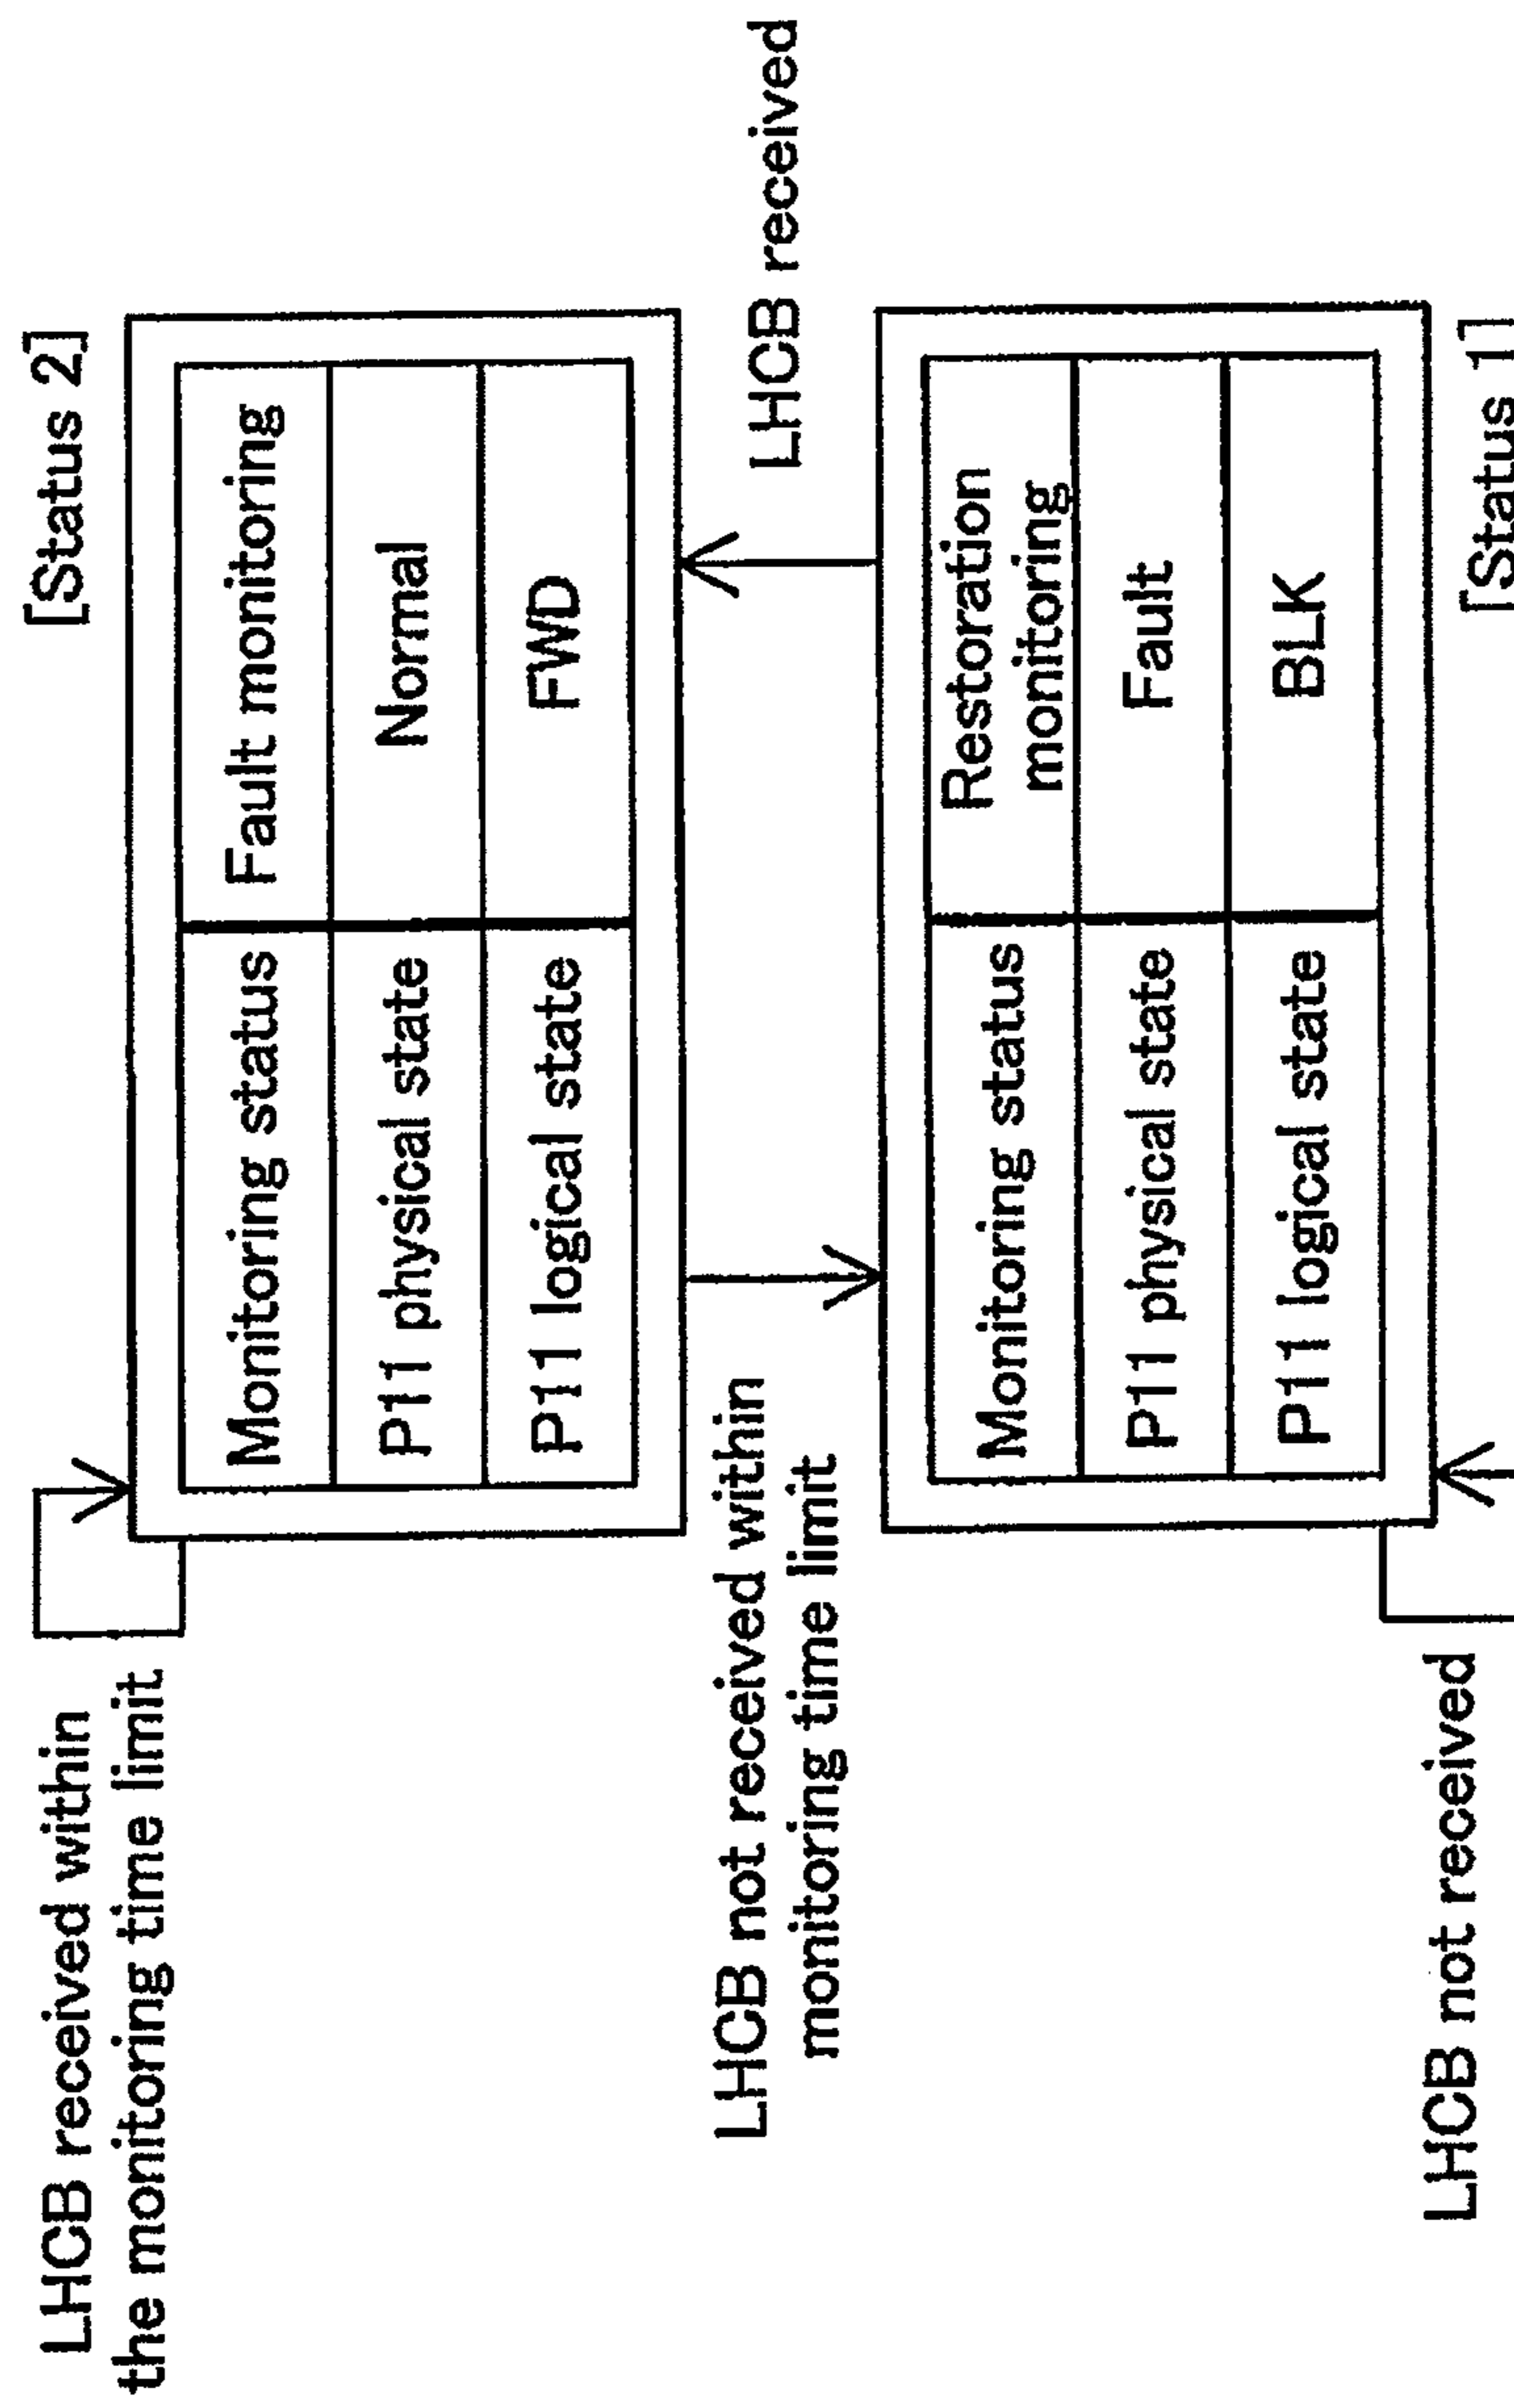 [Status 2]
LHCB received within
the monitoring time limit
Monitoring status
Fault monitoring
P11 physical state
Normal
P11 logical state
FWD
LHCB not received within
monitoring time limit
LHCB received
Monitoring status
Restoration
monitoring
P11 physical state
Fault
P11 logical state
BLK
LHCB not received
[Status 1]